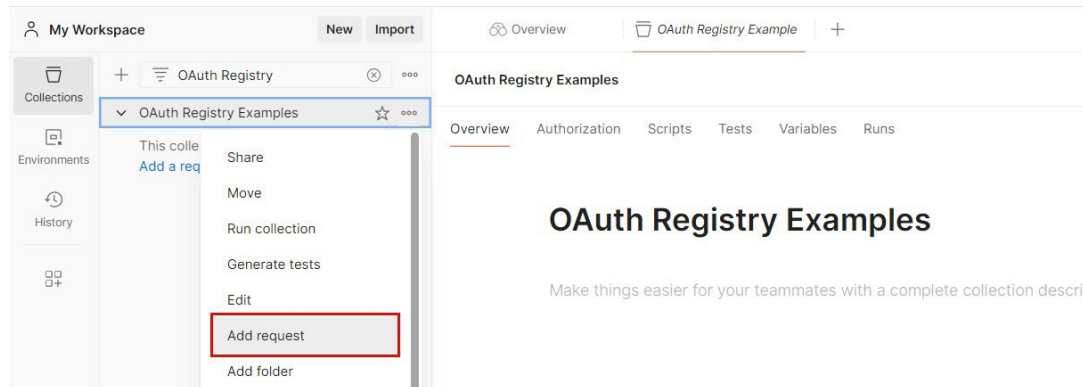 My Workspace
New
Import
Overview
OAuth Registry Example
Collections
OAuth Registry
OAuth Registry Examples
This colle
Add a req
Environments
History
Share
Move
Run collection
Generate tests
Edit
Add request
Add folder
OAuth Registry Examples
Overview
Authorization
Scripts
Tests
Variables
Runs
OAuth Registry Examples
Make things easier for your teammates with a complete collection descri